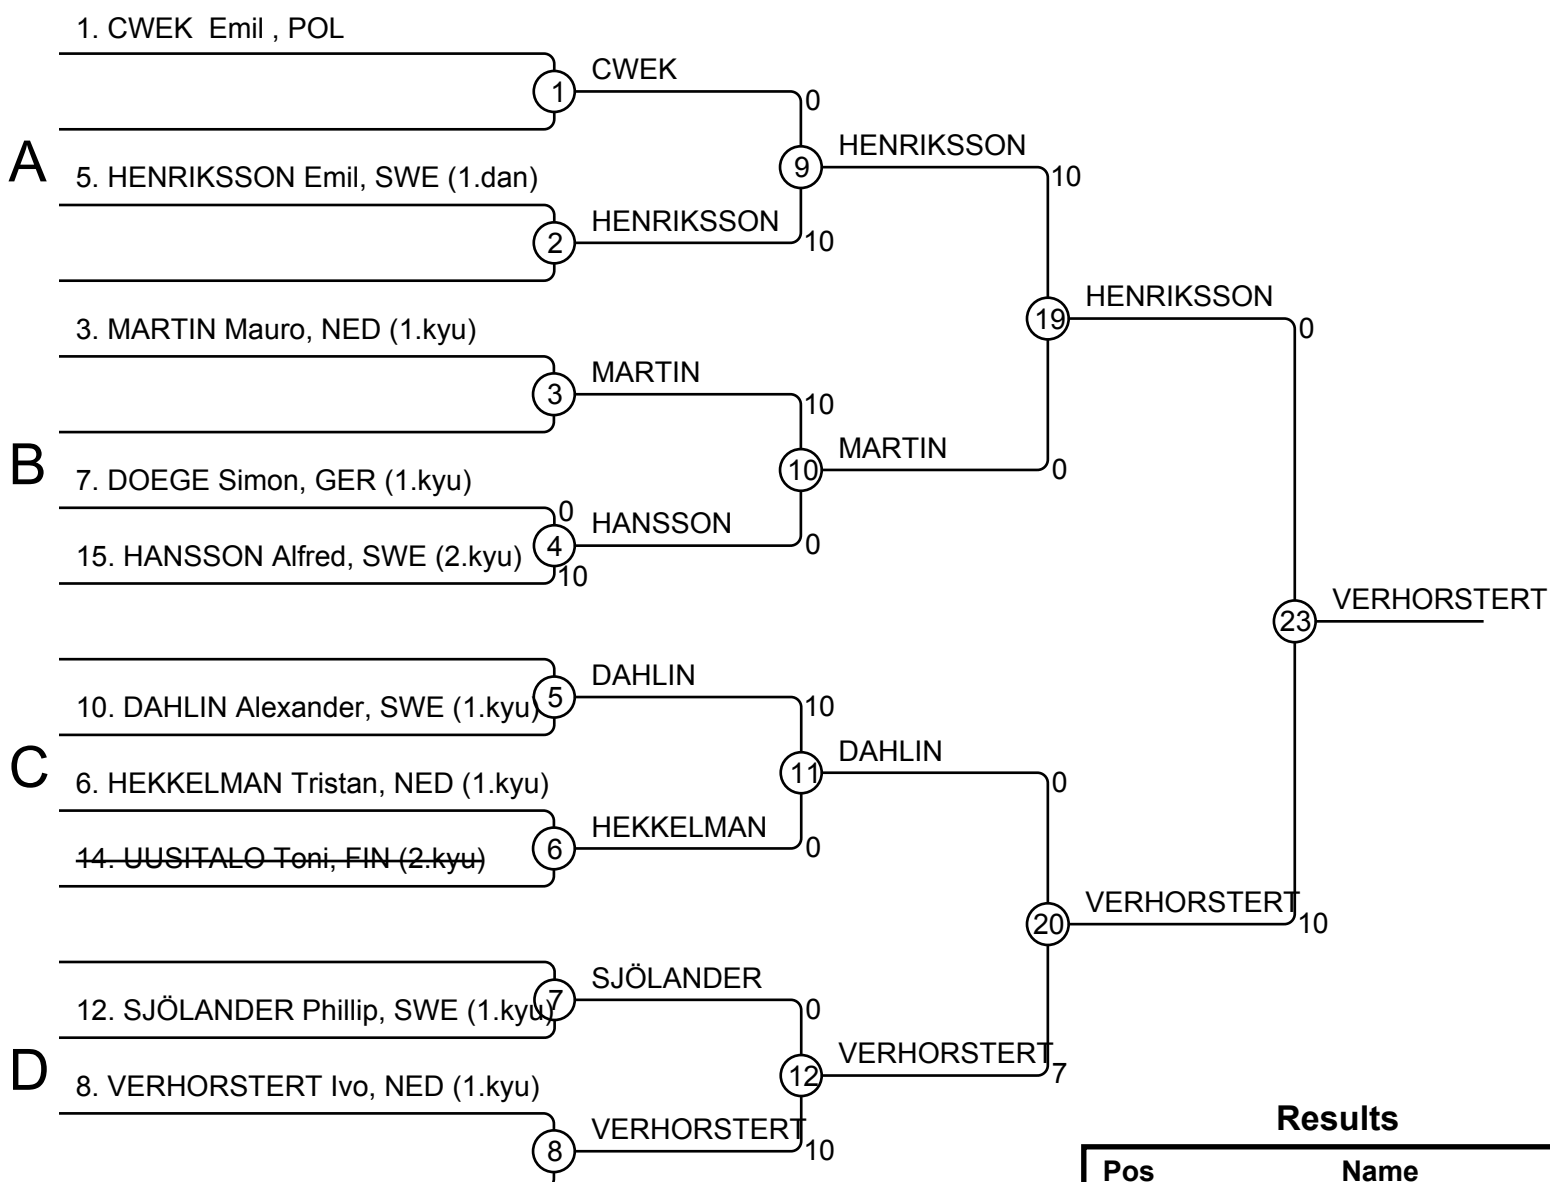 1. CWEK  Emil , POL
CWEK
1
0
A
HENRIKSSON
9
10
5. HENRIKSSON Emil, SWE (1.dan)
HENRIKSSON
2
10
HENRIKSSON
19
0
3. MARTIN Mauro, NED (1.kyu)
MARTIN
3
10
B
MARTIN
10
0
7. DOEGE Simon, GER (1.kyu)
0
HANSSON
4
0
15. HANSSON Alfred, SWE (2.kyu)
10
VERHORSTERT
23
DAHLIN
5
10
10. DAHLIN Alexander, SWE (1.kyu)
C
DAHLIN
11
0
6. HEKKELMAN Tristan, NED (1.kyu)
HEKKELMAN
6
0
14. UUSITALO Toni, FIN (2.kyu)
VERHORSTERT
20
10
SJÖLANDER
7
0
12. SJÖLANDER Phillip, SWE (1.kyu)
D
VERHORSTERT
12
7
8. VERHORSTERT Ivo, NED (1.kyu)
VERHORSTERT
8
10
Results
Pos Name